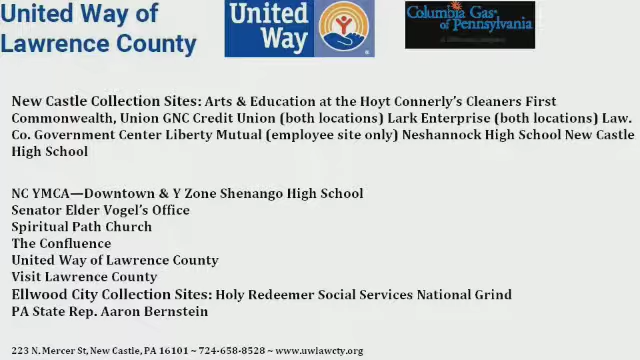 United Way of
Lawrence County
United
Way
Columbia Gas
of Pennsylvania
New Castle Collection Sites: Arts & Education at the Hoyt Connerly's Cleaners First
Commonwealth, Union GNC Credit Union (both locations) Lark Enterprise (both locations) Law.
Co. Government Center Liberty Mutual (employee site only) Neshannock High School New Castle
High School
NC YMCA—Downtown & Y Zone Shenango High School
Senator Elder Vogel's Office
Spiritual Path Church
The Confluence
United Way of Lawrence County
Visit Lawrence County
Ellwood City Collection Sites: Holy Redeemer Social Services National Grind
PA State Rep. Aaron Bernstein
223 N. Mercer St, New Castle, PA 16101 ~ 724-658-8528 ~ www.uwlawcty.org